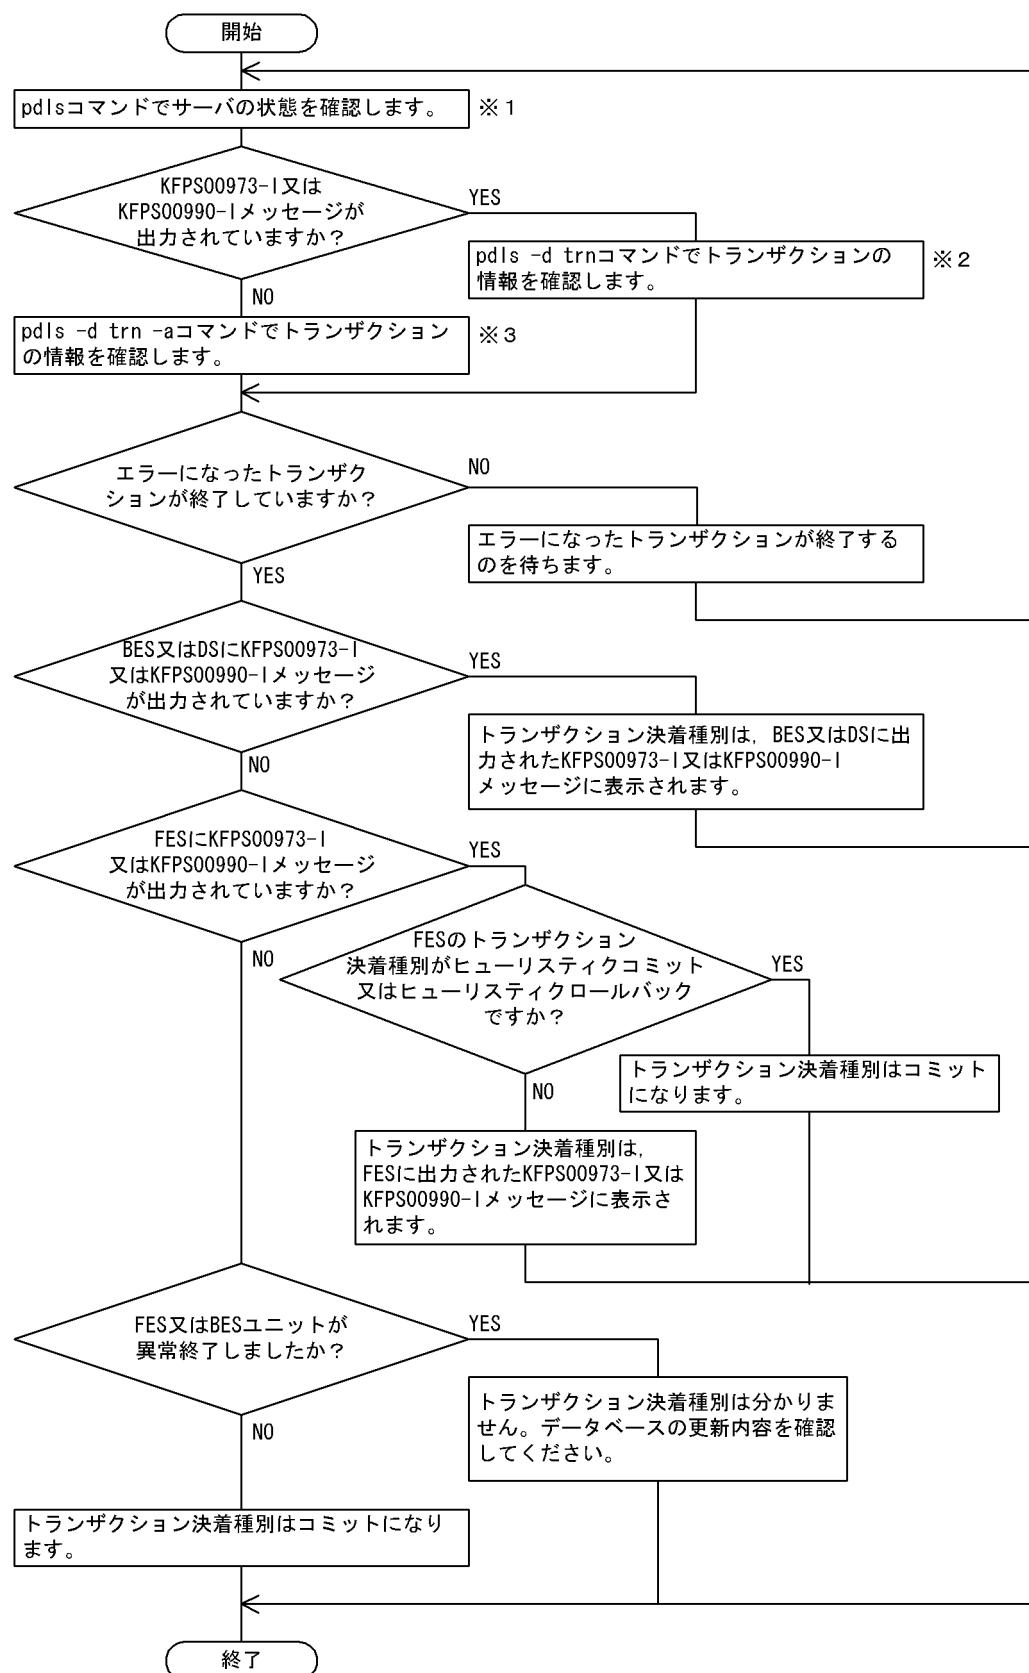 開始
pdlsコマンドでサーバの状態を確認します。 ※1
KFPS00973-I又は
KFPS00990-Iメッセージが
出力されていますか？
YES
pdls -d trnコマンドでトランザクションの
情報を確認します。
※2
NO
pdls -d trn -aコマンドでトランザクション
の情報を確認します。
※3
エラーになったトランザク
ションが終了していますか？
NO
エラーになったトランザクションが終了する
のを待ちます。
YES
BES又はDSにKFPS00973-I
又はKFPS00990-Iメッセージ
が出力されていますか？
YES
トランザクション決着種別は，BES又はDSに出
力されたKFPS00973-I又はKFPS00990-I
メッセージに表示されます。
NO
FESにKFPS00973-I
又はKFPS00990-Iメッセージ
が出力されていますか？
YES
NO
FESのトランザクション
決着種別がヒューリスティクコミット
又はヒューリスティクロールバック
ですか？
YES
トランザクション決着種別はコミット
になります。
NO
トランザクション決着種別は，
FESに出力されたKFPS00973-I又は
KFPS00990-Iメッセージに表示さ
れます。
FES又はBESユニットが
異常終了しましたか？
YES
トランザクション決着種別は分かりま
せん。データベースの更新内容を確認
してください。
NO
トランザクション決着種別はコミットになり
ます。
終了